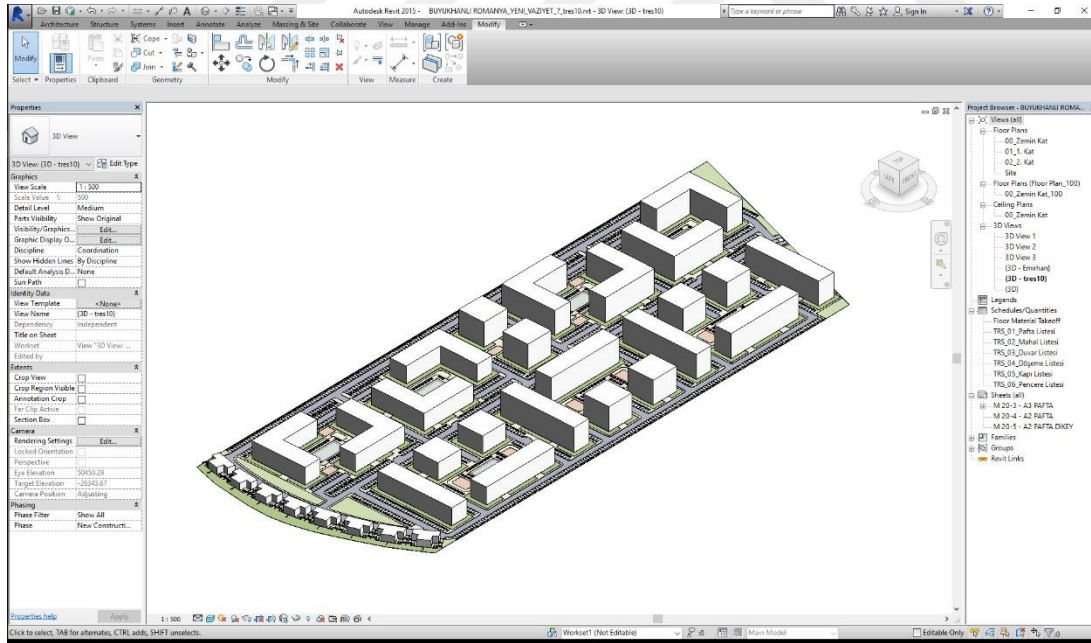 Autodesk Revit 2015 - BUYUKHANLI ROMANYA_YENI_VAZIYET_7_tres10.rvt - 3D View: {3D - tres10}
Type a keyword or phrase
Sign In
Architecture Structure Systems Insert Annotate Analyze Massing & Site Collaborate View Manage Add-Ins Modify
Modify
Properties
Paste
Cope
Cut
Join
Select Properties Clipboard Geometry Modify View Measure Create
Properties
3D View
3D View: {3D - tres10} Edit Type
Graphics
View Scale 1 : 500
Scale Value 1: 500
Detail Level Medium
Parts Visibility Show Original
Visibility/Graphics... Edit...
Graphic Display O... Edit...
Discipline Coordination
Show Hidden Lines By Discipline
Default Analysis D... None
Sun Path
Identity Data
View Template <None>
View Name {3D - tres10}
Dependency Independent
Title on Sheet
Workset View "3D View: ...
Edited by
Extents
Crop View
Crop Region Visible
Annotation Crop
Far Clip Active
Section Box
Camera
Rendering Settings Edit...
Locked Orientation
Perspective
Eye Elevation 50450.29
Target Elevation -26343.67
Camera Position Adjusting
Phasing
Phase Filter Show All
Phase New Constructi...
Properties help Apply
TOP
LEFT FRONT
Project Browser - BUYUKHANLI ROMA...
Views (all)
Floor Plans
00_Zemin Kat
01_1. Kat
02_2. Kat
Site
Floor Plans (Floor Plan_100)
00_Zemin Kat_100
Ceiling Plans
00_Zemin Kat
3D Views
3D View 1
3D View 2
3D View 3
{3D - Emirhan}
{3D - tres10}
{3D}
Legends
Schedules/Quantities
Floor Material Takeoff
TRS_01_Pafta Listesi
TRS_02_Mahal Listesi
TRS_03_Duvar Listesi
TRS_04_Döşeme Listesi
TRS_05_Kapı Listesi
TRS_06_Pencere Listesi
Sheets (all)
M 20-3 - A3 PAFTA
M 20-4 - A2 PAFTA
M 20-5 - A2 PAFTA DIKEY
Families
Groups
Revit Links
1 : 500
Click to select, TAB for alternates, CTRL adds, SHIFT unselects.
Workset1 (Not Editable)
:0
Main Model
Editable Only
:0